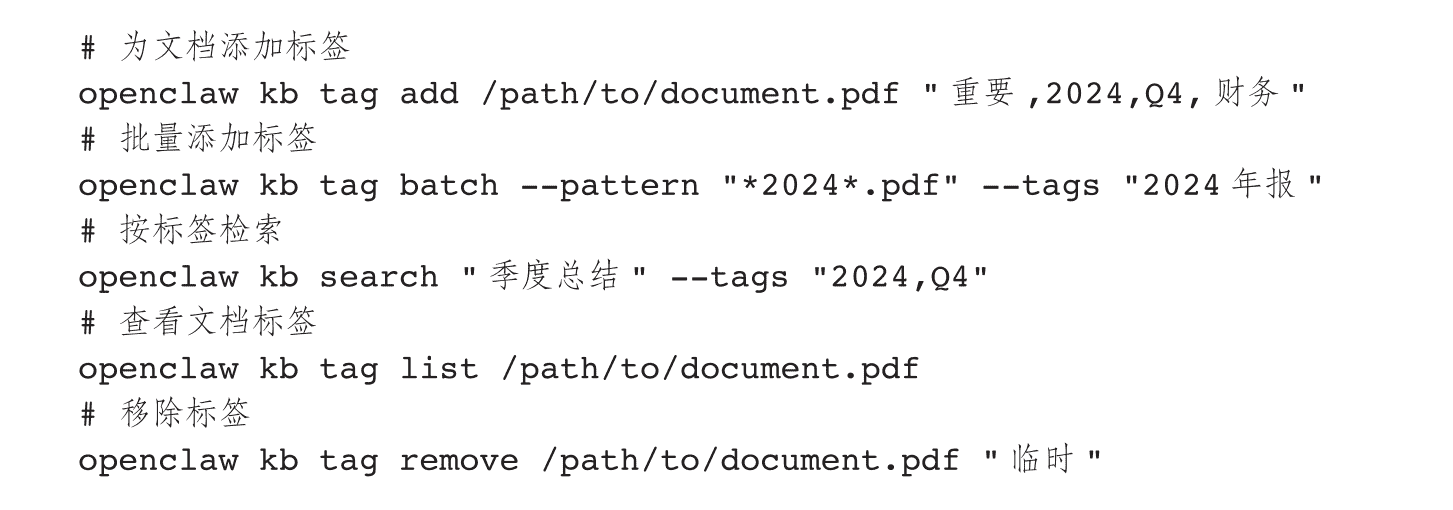 # 为文档添加标签
openclaw kb tag add /path/to/document.pdf "重要,2024,Q4,财务"
# 批量添加标签
openclaw kb tag batch --pattern "*2024*.pdf" --tags "2024年报"
# 按标签检索
openclaw kb search "季度总结" --tags "2024,Q4"
# 查看文档标签
openclaw kb tag list /path/to/document.pdf
# 移除标签
openclaw kb tag remove /path/to/document.pdf "临时"